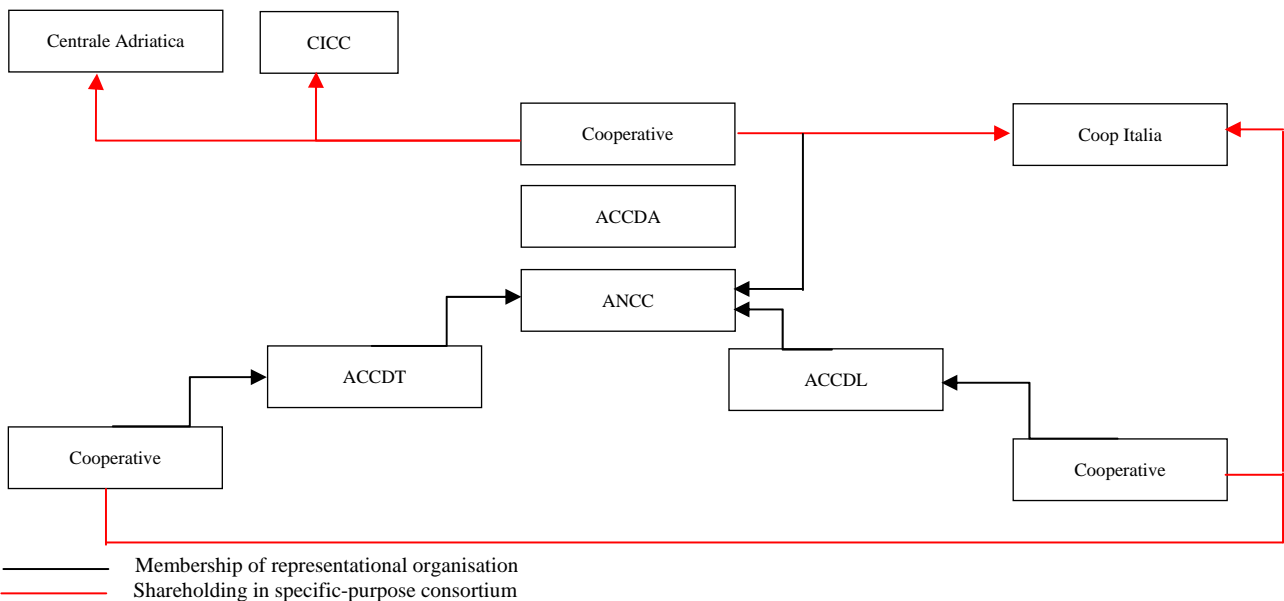 Centrale Adriatica
CICC
Cooperative
Coop Italia
ACCDA
ANCC
ACCDT
ACCDL
Cooperative
Cooperative
Membership of representational organisation
Shareholding in specific-purpose consortium